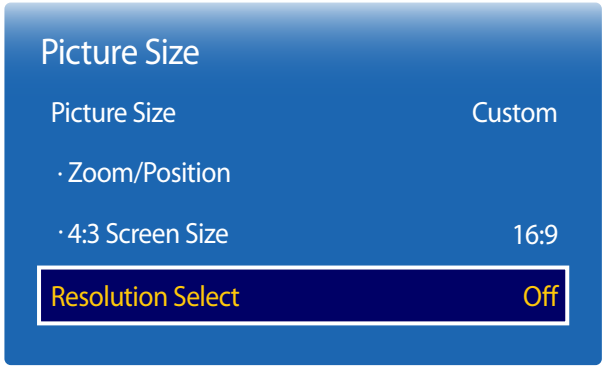 Picture Size
Picture Size Custom
· Zoom/Position
· 4:3 Screen Size 16:9
Resolution Select Off